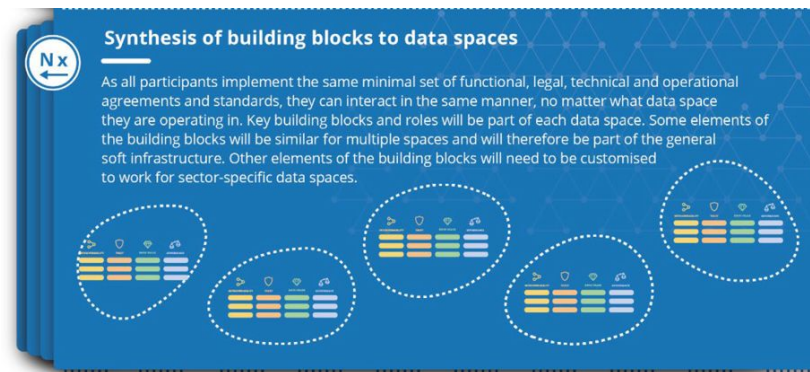 Nx
Synthesis of building blocks to data spaces
As all participants implement the same minimal set of functional, legal, technical and operational
agreements and standards, they can interact in the same manner, no matter what data space
they are operating in. Key building blocks and roles will be part of each data space. Some elements of
the building blocks will be similar for multiple spaces and will therefore be part of the general
soft infrastructure. Other elements of the building blocks will need to be customised
to work for sector-specific data spaces.